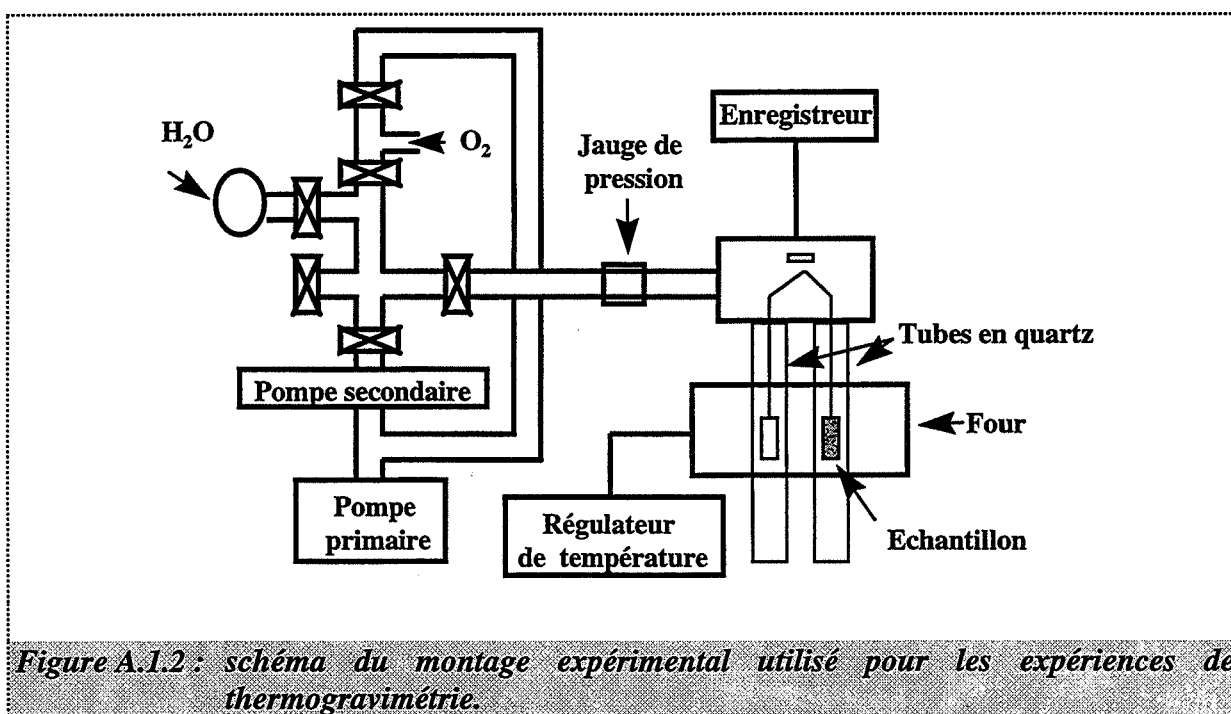 Enregistreur
H₂O
O₂
Jauge de
pression
Tubes en quartz
Pompe secondaire
Four
Pompe
primaire
Régulateur
de température
Echantillon
Figure A.1.2 : schéma du montage expérimental utilisé pour les expériences de
thermogravimétrie.